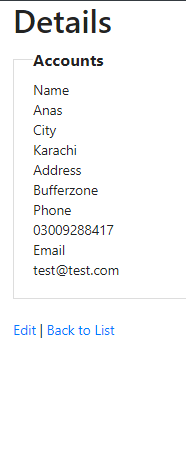 Details
Accounts
Name
Anas
City
Karachi
Address
Bufferzone
Phone
03009288417
Email
test@test.com
Edit | Back to List